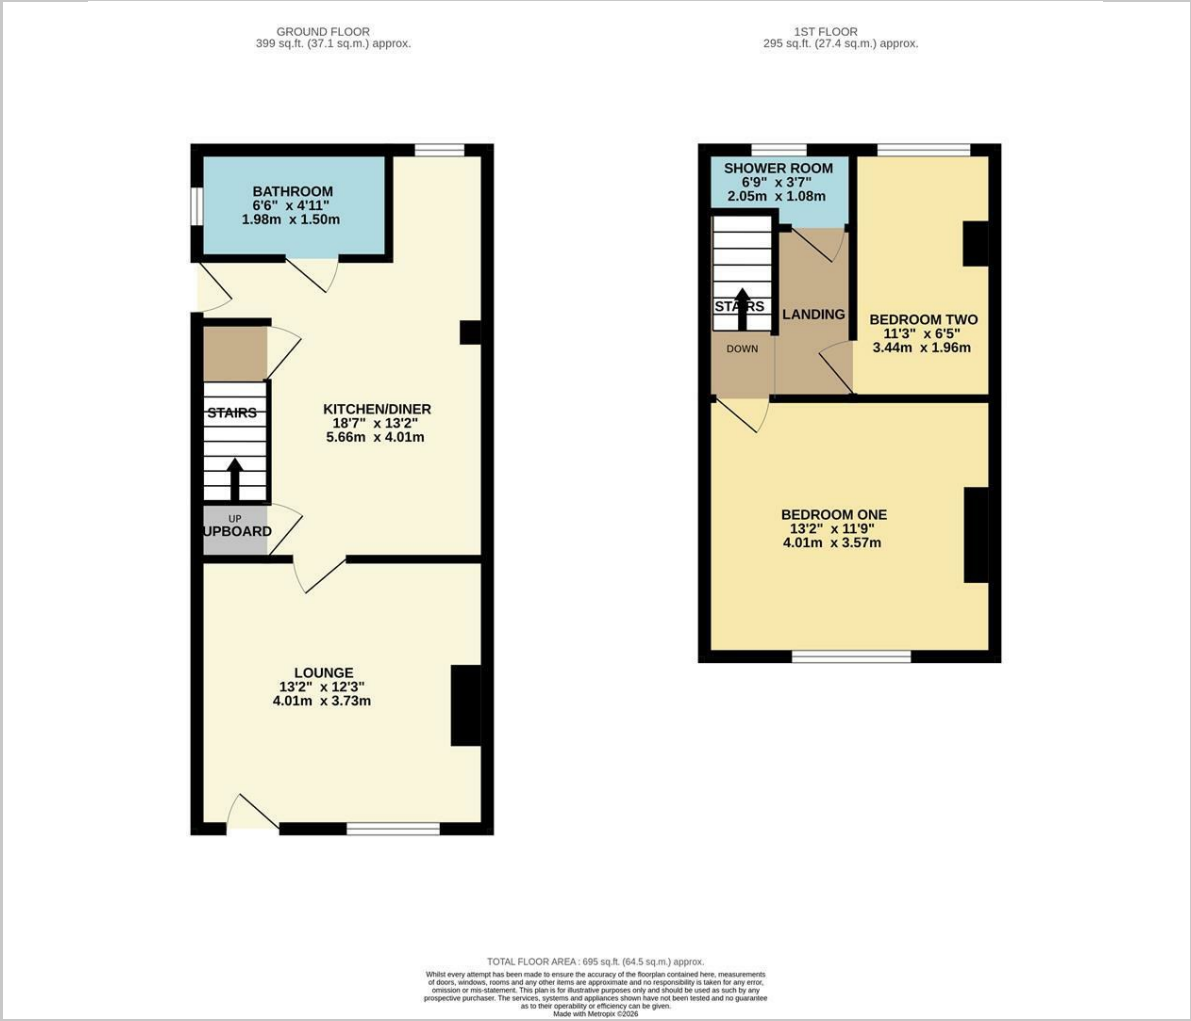 GROUND FLOOR
399 sq.ft. (37.1 sq.m.) approx.
1ST FLOOR
295 sq.ft. (27.4 sq.m.) approx.
BATHROOM
6'6" x 4'11"
1.98m x 1.50m
STAIRS
KITCHEN/DINER
18'7" x 13'2"
5.66m x 4.01m
UP
UPBOARD
LOUNGE
13'2" x 12'3"
4.01m x 3.73m
SHOWER ROOM
6'9" x 3'7"
2.05m x 1.08m
STAIRS
LANDING
DOWN
BEDROOM TWO
11'3" x 6'5"
3.44m x 1.96m
BEDROOM ONE
13'2" x 11'9"
4.01m x 3.57m
TOTAL FLOOR AREA : 695 sq.ft. (64.5 sq.m.) approx.
Whilst every attempt has been made to ensure the accuracy of the floorplan contained here, measurements
of doors, windows, rooms and any other items are approximate and no responsibility is taken for any error,
omission or mis-statement. This plan is for illustrative purposes only and should be used as such by any
prospective purchaser. The services, systems and appliances shown have not been tested and no guarantee
as to their operability or efficiency can be given.
Made with Metropix ©2026